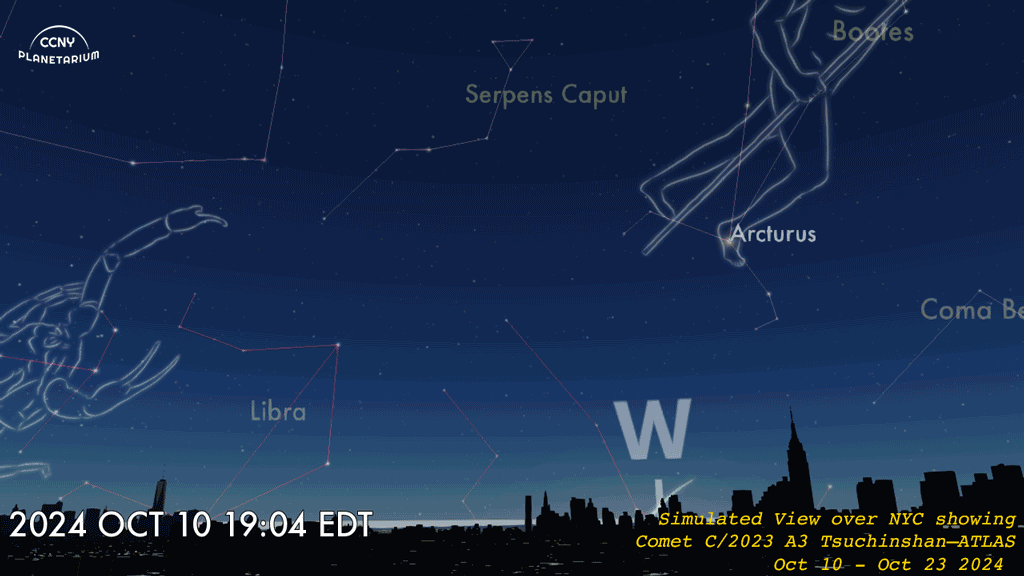 CCNY
PLANETARIUM
Bootes
Serpens Caput
Arcturus
Coma Be
Libra
W
2024 OCT 10 19:04 EDT
Simulated View over NYC showing
Comet C/2023 A3 Tsuchinshan—ATLAS
Oct 10 - Oct 23 2024